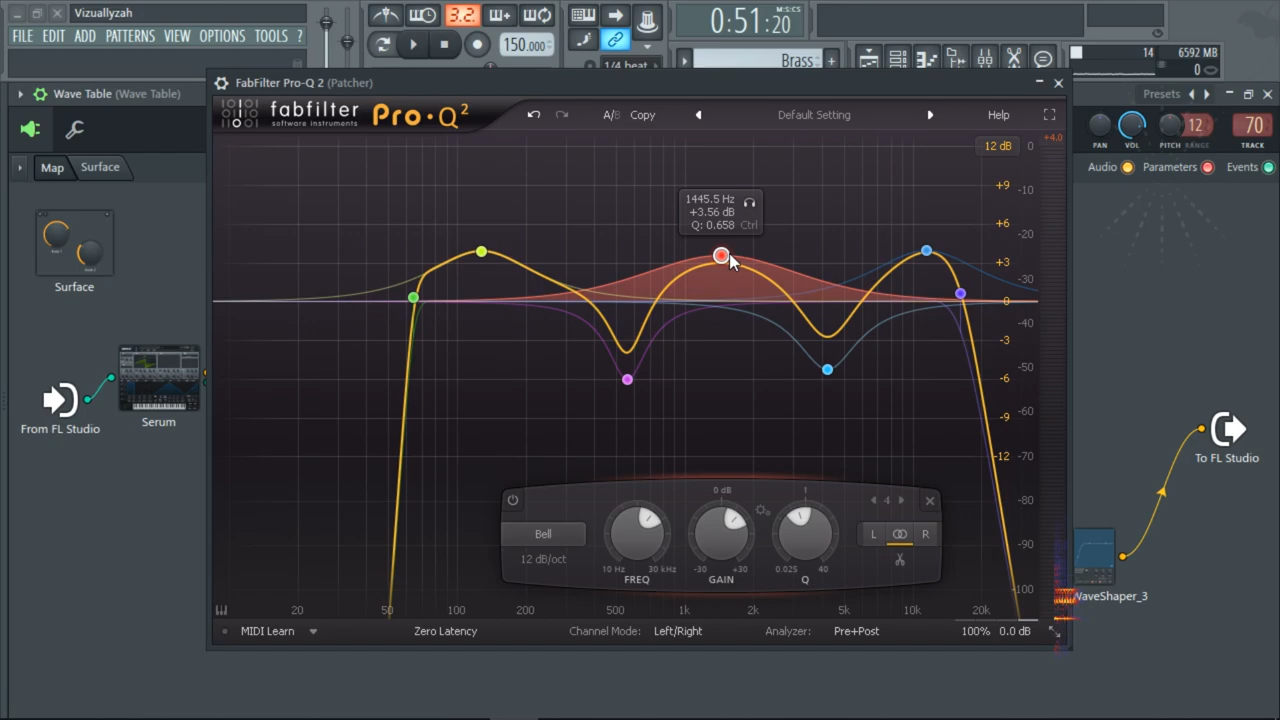 Vizuallyzah
FILE EDIT ADD PATTERNS VIEW OPTIONS TOOLS ?
3.2.
150.000
0:51:20
M:S:CS
1/4 beat
Brass
14
6592 MB
0
Wave Table (Wave Table)
Presets
Map
Surface
PAN VOL PITCH RANGE 12 70 TRACK
Audio Parameters Events
Surface
From FL Studio
Serum
FabFilter Pro-Q 2 (Patcher)
fabfilter
software instruments
Pro·Q²
A/B Copy
Default Setting
Help
12 dB
0
+4.0
+9
-10
+6
-20
+3
-30
0
-40
-3
-50
-6
-60
-9
-12
-70
-80
-90
-100
1445.5 Hz
+3.56 dB
Q: 0.658 Ctrl
0 dB
1
4
Bell
12 dB/oct
10 Hz 30 kHz
FREQ
-30 +30
GAIN
0.025 40
Q
L R
20 50 100 200 500 1k 2k 5k 10k 20k
MIDI Learn
Zero Latency
Channel Mode: Left/Right
Analyzer: Pre+Post
100% 0.0 dB
To FL Studio
WaveShaper_3